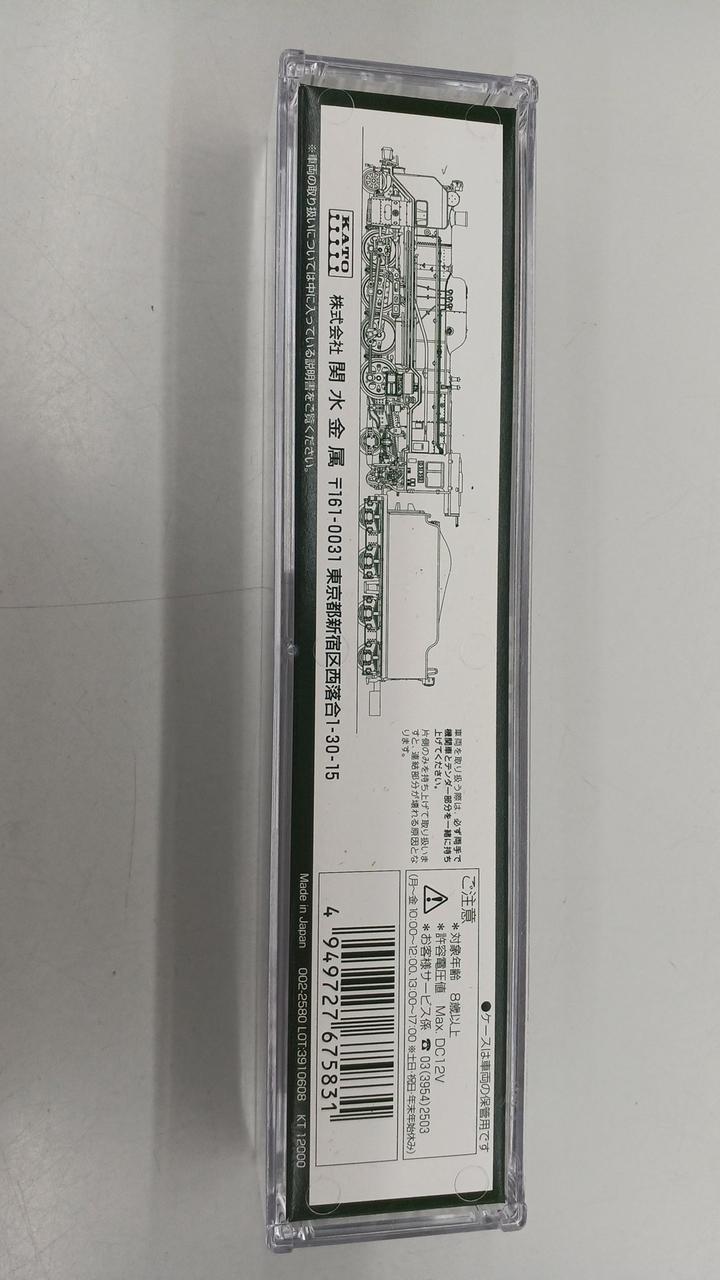 ●ケースは車両の保管用です
ご注意
＊対象年齢 8歳以上
＊許容電圧値 Max. DC12V
＊お客様サービス係 ☎ 03(3954)2503
(月～金 10:00～12:00、13:00～17:00 ※土日・祝日・年末年始休み)
車両を取り扱う際は、必ず両手で
機関車とテンダー部分を一緒に持ち
上げてください。
片側のみを持ち上げて取り扱いま
すと、連結部分が壊れる原因とな
ります。
KATO
株式会社 関水金属 〒161-0031 東京都新宿区西落合1-30-15
4 949727 675831
※車両の取り扱いについては中に入っている説明書をご覧ください。
Made in Japan 002-2580 LOT:3910608 KT 12000